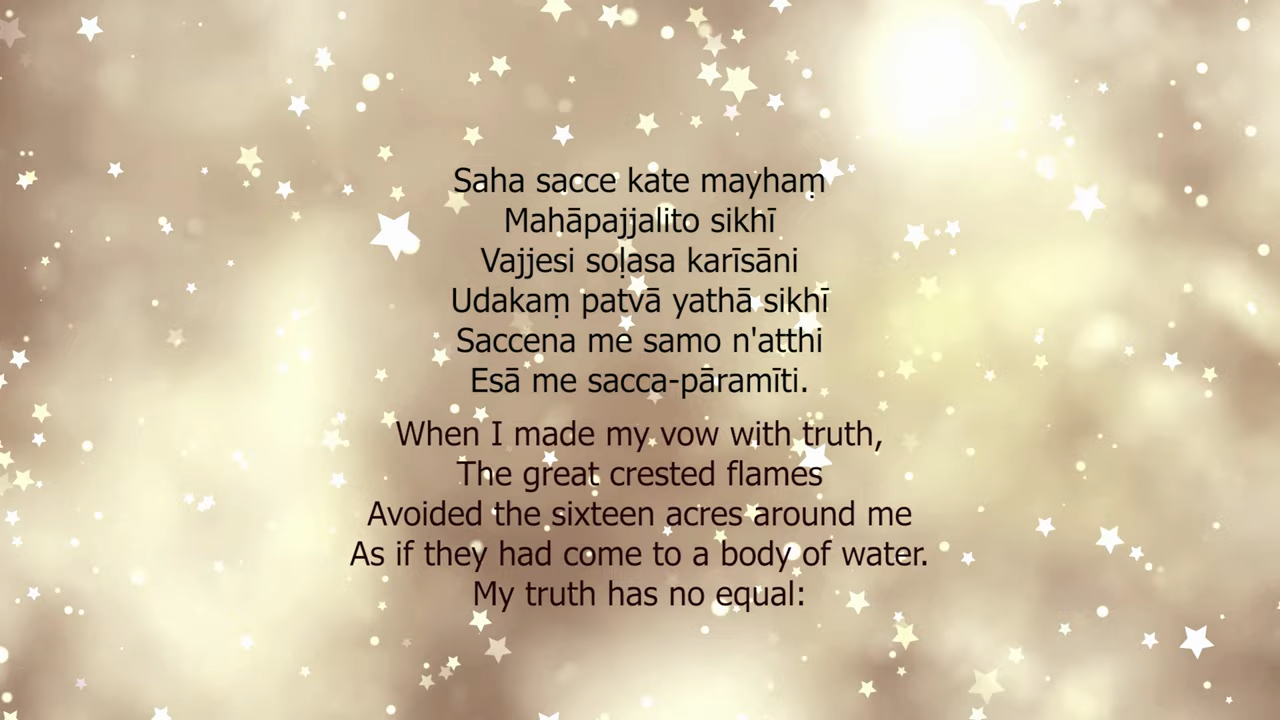 Saha sacce kate mayhaṃ
Mahāpajjalito sikhī
Vajjesi soḷasa karīsāni
Udakaṃ patvā yathā sikhī
Saccena me samo n'atthi
Esā me sacca-pāramīti.
When I made my vow with truth,
The great crested flames
Avoided the sixteen acres around me
As if they had come to a body of water.
My truth has no equal: